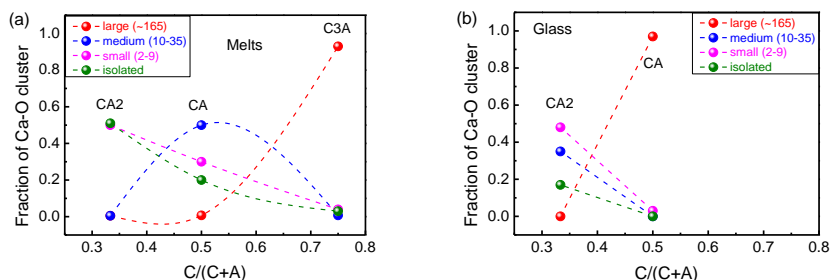 (a)
large (~165)
medium (10-35)
small (2-9)
isolated
Melts
C3A
CA2
CA
1.0
0.8
0.6
0.4
0.2
0.0
Fraction of Ca-O cluster
0.3 0.4 0.5 0.6 0.7 0.8
C/(C+A)
(b)
Glass
large (~165)
medium (10-35)
small (2-9)
isolated
CA
CA2
1.0
0.8
0.6
0.4
0.2
0.0
Fraction of Ca-O cluster
0.3 0.4 0.5 0.6 0.7 0.8
C/(C+A)